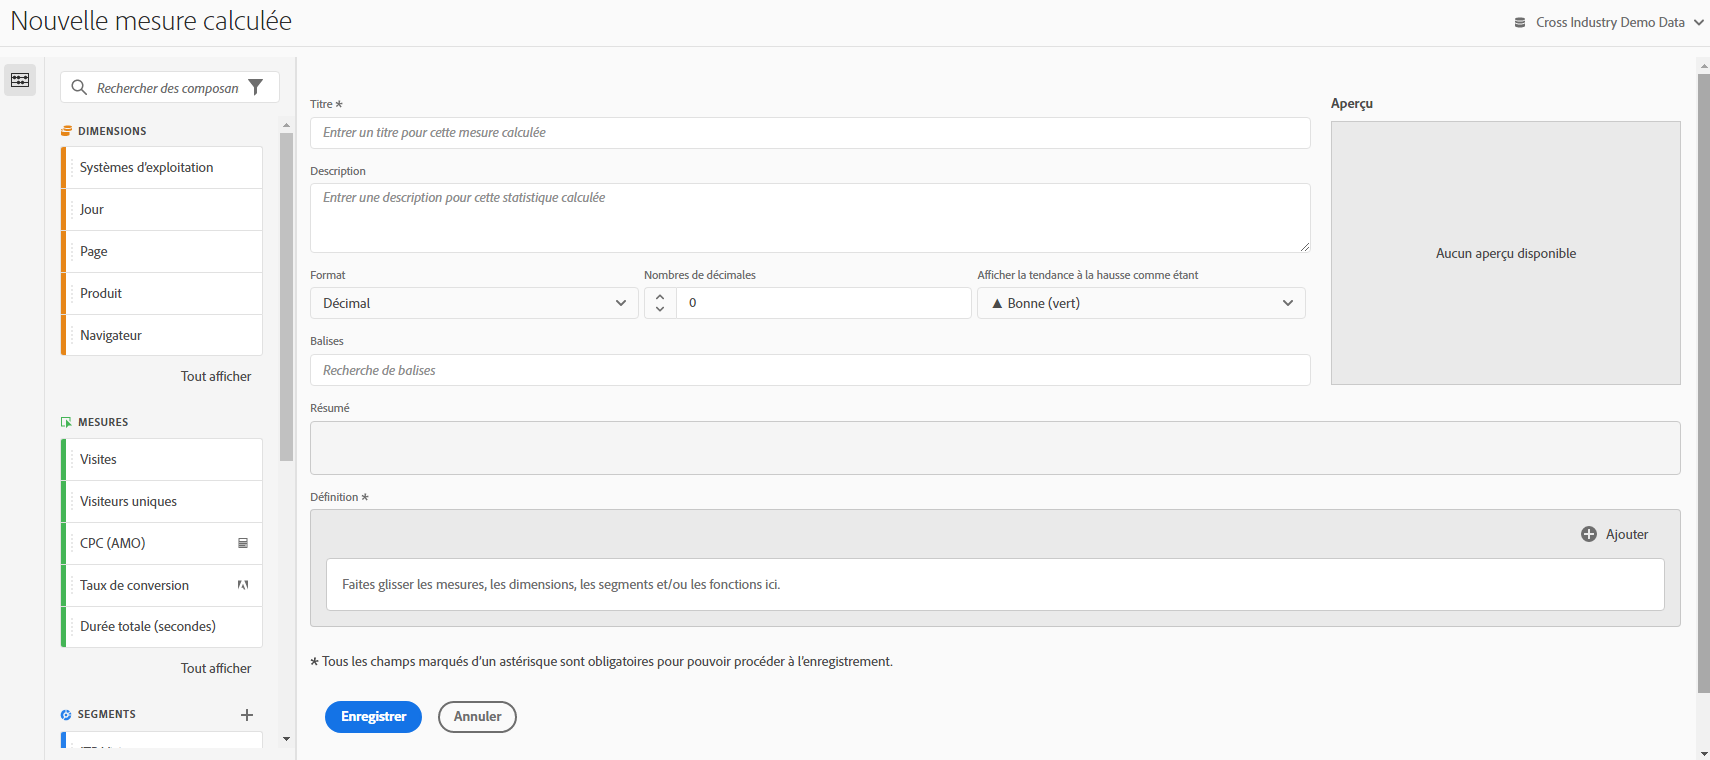 Nouvelle mesure calculée
Cross Industry Demo Data
Rechercher des composan
DIMENSIONS
Systèmes d'exploitation
Jour
Page
Produit
Navigateur
Tout afficher
MESURES
Visites
Visiteurs uniques
CPC (AMO)
Taux de conversion
Durée totale (secondes)
Tout afficher
SEGMENTS
Titre *
Entrer un titre pour cette mesure calculée
Description
Entrer une description pour cette statistique calculée
Format
Décimal
Nombres de décimales
0
Afficher la tendance à la hausse comme étant
▲ Bonne (vert)
Balises
Recherche de balises
Aperçu
Aucun aperçu disponible
Résumé
Définition *
Ajouter
Faites glisser les mesures, les dimensions, les segments et/ou les fonctions ici.
* Tous les champs marqués d'un astérisque sont obligatoires pour pouvoir procéder à l'enregistrement.
Enregistrer
Annuler